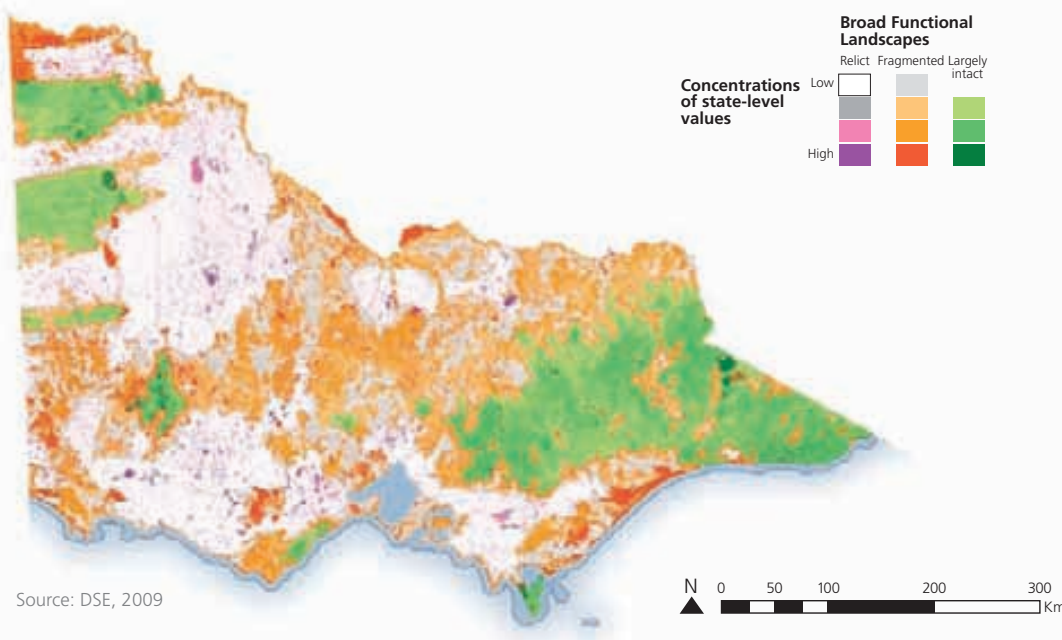 Broad Functional
Landscapes
Relict Fragmented Largely
intact
Concentrations
of state-level
values
Low
High
Source: DSE, 2009
N 0 50 100 200 300
Km